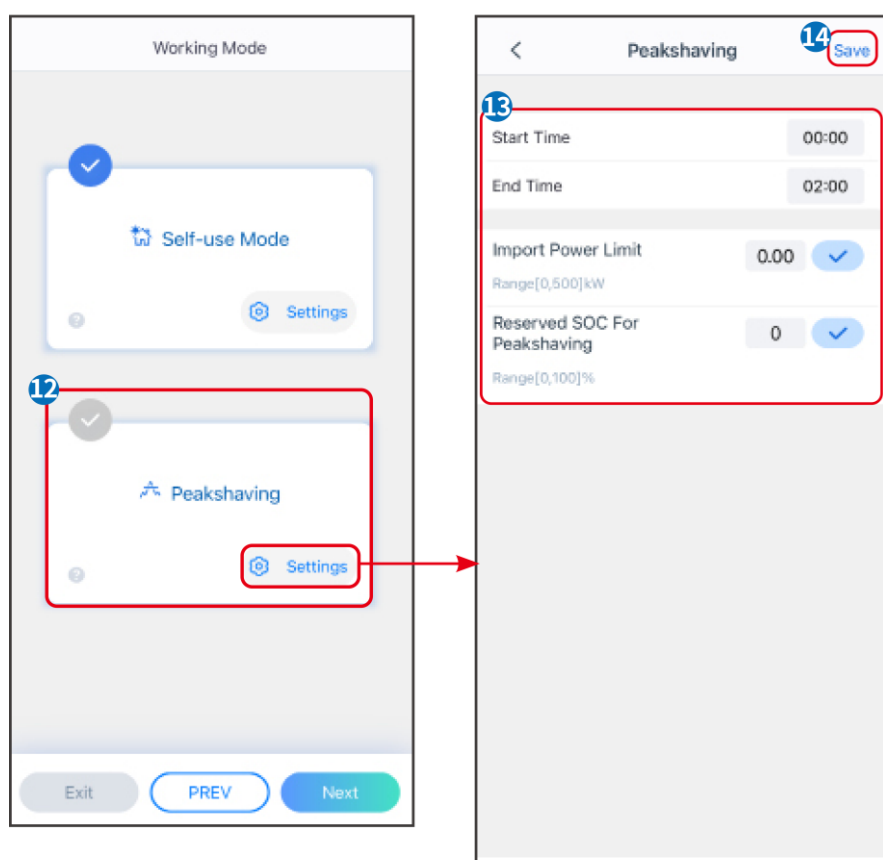 Working Mode
Self-use Mode
Settings
12
Peakshaving
Settings
Exit PREV Next
14
Peakshaving Save
13
Start Time 00:00
End Time 02:00
Import Power Limit 0.00
Range[0,500]kW
Reserved SOC For
Peakshaving 0
Range[0,100]%